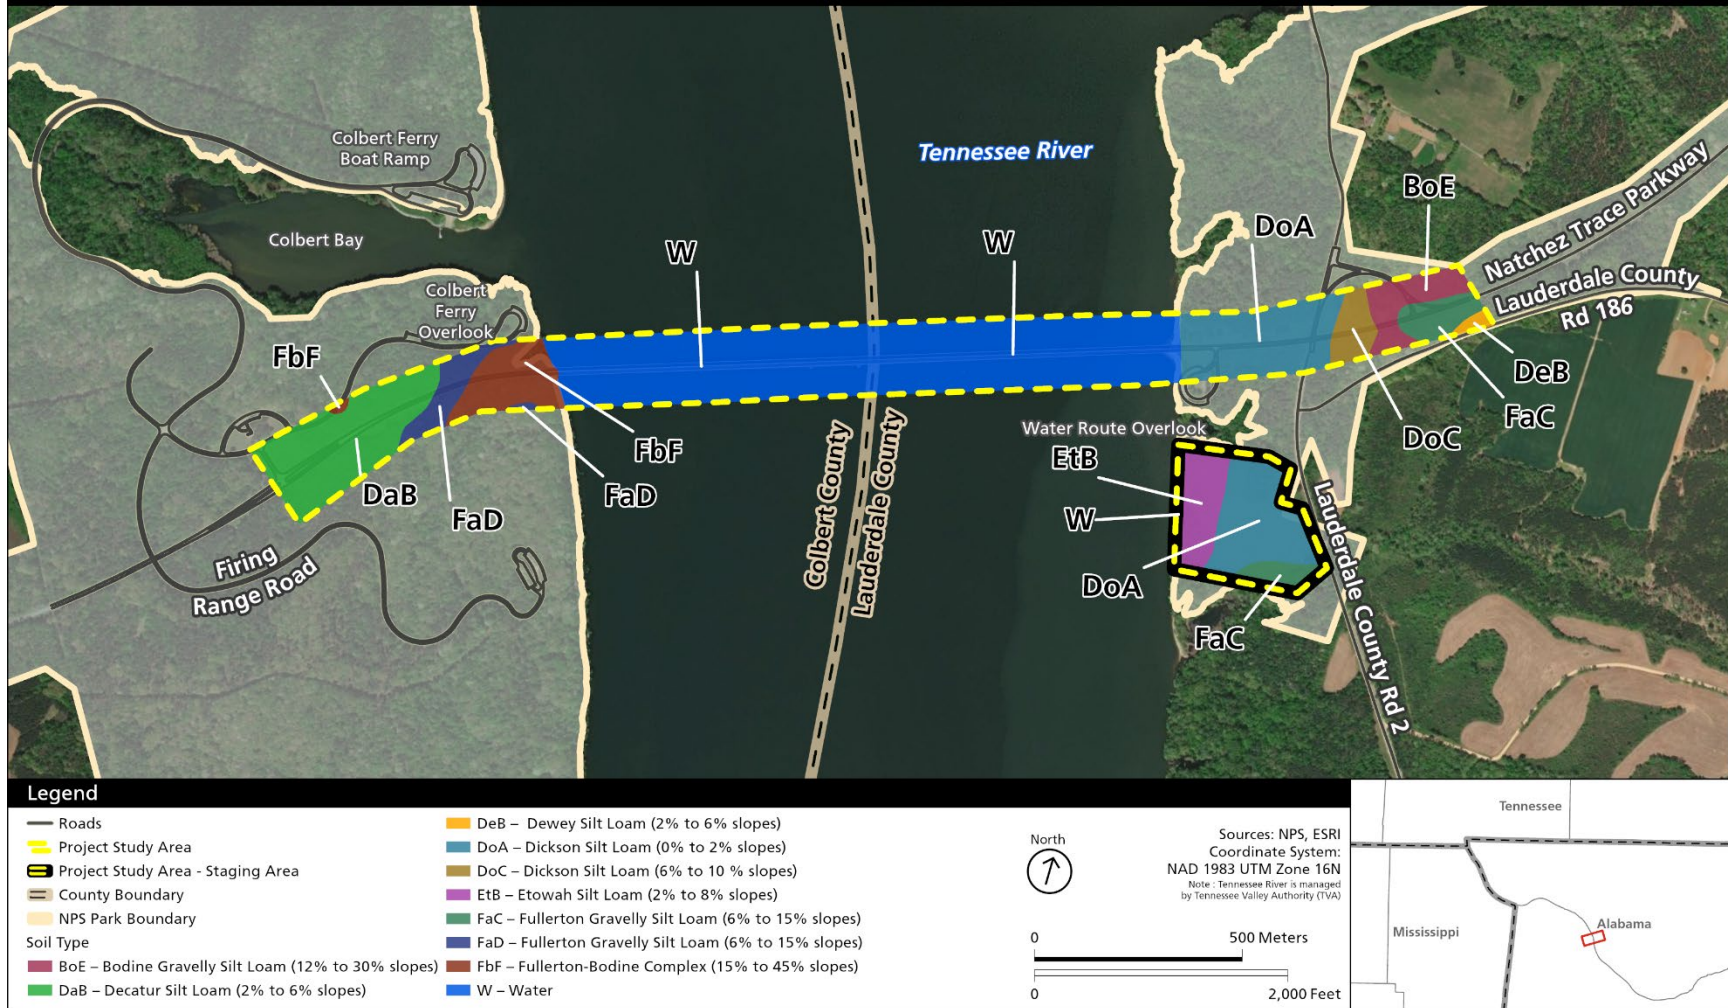 Colbert Ferry
Boat Ramp
Tennessee River
BoE
Natchez Trace Parkway
DoA
Colbert Bay
W
W
Colbert
Ferry
Overlook
Lauderdale County
Rd 186
FbF
DeB
FaC
DoC
Water Route Overlook
FbF
EtB
DaB
FaD
FaD
W
Colbert County
Lauderdale County
Lauderdale County Rd 2
Firing
Range Road
DoA
FaC
Legend
Roads
Project Study Area
Project Study Area - Staging Area
County Boundary
NPS Park Boundary
Soil Type
BoE – Bodine Gravelly Silt Loam (12% to 30% slopes)
DaB – Decatur Silt Loam (2% to 6% slopes)
DeB – Dewey Silt Loam (2% to 6% slopes)
DoA – Dickson Silt Loam (0% to 2% slopes)
DoC – Dickson Silt Loam (6% to 10 % slopes)
EtB – Etowah Silt Loam (2% to 8% slopes)
FaC – Fullerton Gravelly Silt Loam (6% to 15% slopes)
FaD – Fullerton Gravelly Silt Loam (6% to 15% slopes)
FbF – Fullerton-Bodine Complex (15% to 45% slopes)
W – Water
North
Sources: NPS, ESRI
Coordinate System:
NAD 1983 UTM Zone 16N
Note : Tennessee River is managed
by Tennessee Valley Authority (TVA)
0 500 Meters
0 2,000 Feet
Tennessee
Mississippi
Alabama